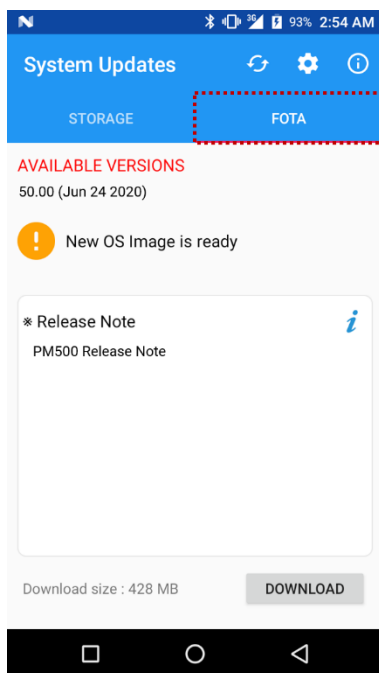 3G 93% 2:54 AM
System Updates
STORAGE FOTA
AVAILABLE VERSIONS
50.00 (Jun 24 2020)
New OS Image is ready
※ Release Note
PM500 Release Note
Download size : 428 MB DOWNLOAD